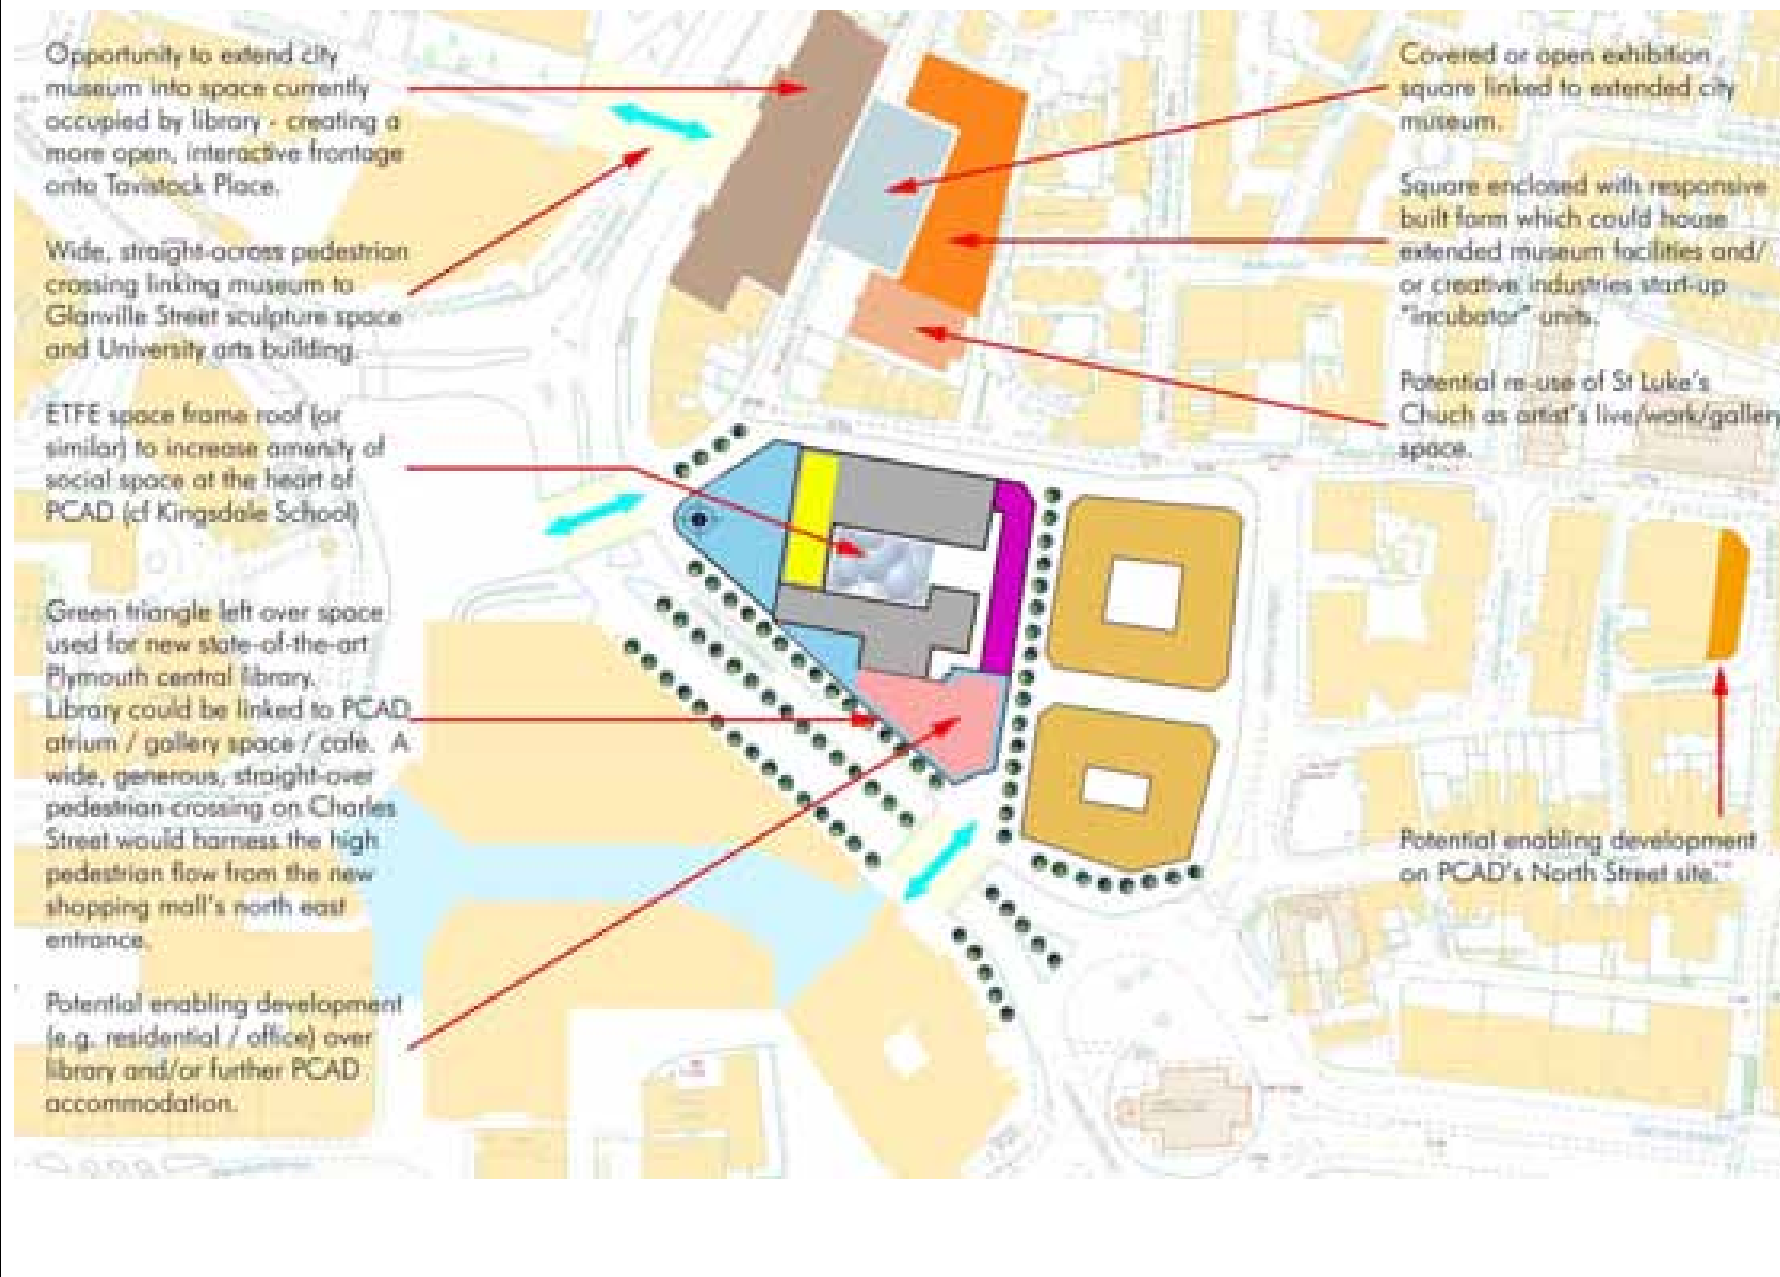 Opportunity to extend city
museum into space currently
occupied by library - creating a
more open, interactive frontage
onto Tavistock Place.
Wide, straight-across pedestrian
crossing linking museum to
Glanville Street sculpture space
and University arts building.
ETFE space frame roof (or
similar) to increase amenity of
social space at the heart of
PCAD (cf Kingsdale School)
Green triangle left over space
used for new state-of-the-art
Plymouth central library.
Library could be linked to PCAD
atrium / gallery space / cafe. A
wide, generous, straight-over
pedestrian crossing on Charles
Street would harness the high
pedestrian flow from the new
shopping mall's north east
entrance.
Potential enabling development
(e.g. residential / office) over
library and/or further PCAD
accommodation.
Covered or open exhibition
square linked to extended city
museum.
Square enclosed with responsive
built form which could house
extended museum facilities and/
or creative industries start-up
"incubator" units.
Potential re-use of St Luke's
Chuch as artist's live/work/gallery
space.
Potential enabling development
on PCAD's North Street site.